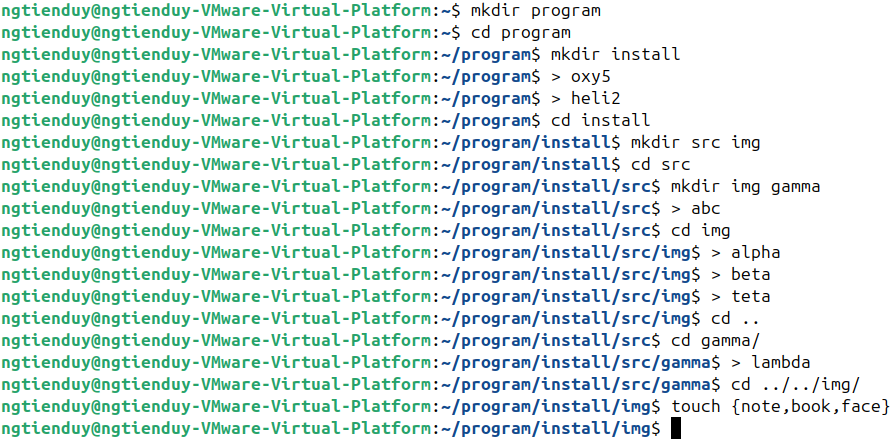 ngtienduy@ngtienduy-VMware-Virtual-Platform:~$ mkdir program
ngtienduy@ngtienduy-VMware-Virtual-Platform:~$ cd program
ngtienduy@ngtienduy-VMware-Virtual-Platform:~/program$ mkdir install
ngtienduy@ngtienduy-VMware-Virtual-Platform:~/program$ > oxy5
ngtienduy@ngtienduy-VMware-Virtual-Platform:~/program$ > heli2
ngtienduy@ngtienduy-VMware-Virtual-Platform:~/program$ cd install
ngtienduy@ngtienduy-VMware-Virtual-Platform:~/program/install$ mkdir src img
ngtienduy@ngtienduy-VMware-Virtual-Platform:~/program/install$ cd src
ngtienduy@ngtienduy-VMware-Virtual-Platform:~/program/install/src$ mkdir img gamma
ngtienduy@ngtienduy-VMware-Virtual-Platform:~/program/install/src$ > abc
ngtienduy@ngtienduy-VMware-Virtual-Platform:~/program/install/src$ cd img
ngtienduy@ngtienduy-VMware-Virtual-Platform:~/program/install/src/img$ > alpha
ngtienduy@ngtienduy-VMware-Virtual-Platform:~/program/install/src/img$ > beta
ngtienduy@ngtienduy-VMware-Virtual-Platform:~/program/install/src/img$ > teta
ngtienduy@ngtienduy-VMware-Virtual-Platform:~/program/install/src/img$ cd ..
ngtienduy@ngtienduy-VMware-Virtual-Platform:~/program/install/src$ cd gamma/
ngtienduy@ngtienduy-VMware-Virtual-Platform:~/program/install/src/gamma$ > lambda
ngtienduy@ngtienduy-VMware-Virtual-Platform:~/program/install/src/gamma$ cd ../../img/
ngtienduy@ngtienduy-VMware-Virtual-Platform:~/program/install/img$ touch {note,book,face}
ngtienduy@ngtienduy-VMware-Virtual-Platform:~/program/install/img$